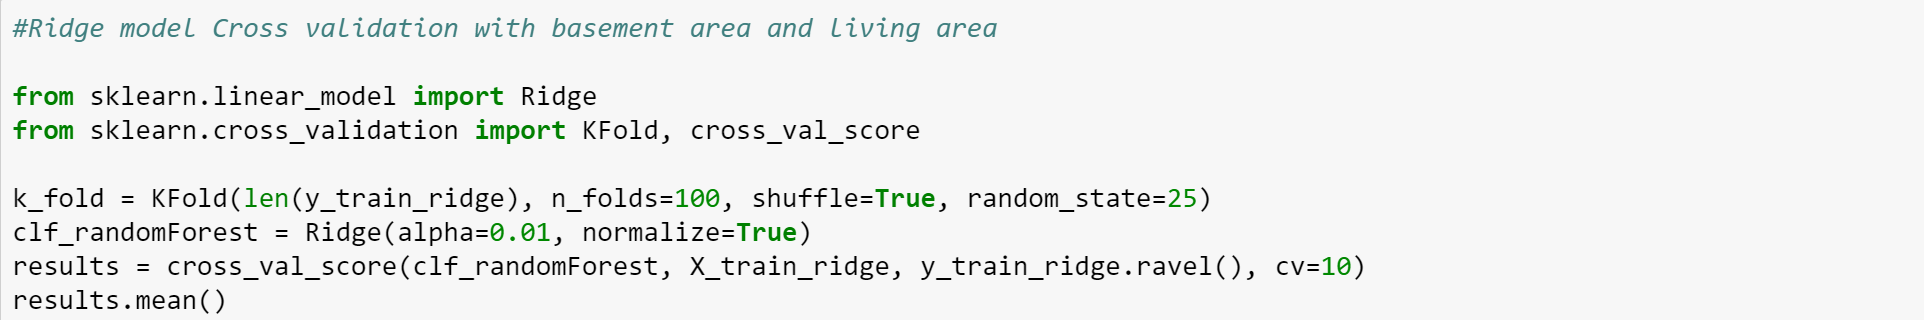 #Ridge model Cross validation with basement area and living area
from sklearn.linear_model import Ridge
from sklearn.cross_validation import KFold, cross_val_score
k_fold = KFold(len(y_train_ridge), n_folds=100, shuffle=True, random_state=25)
clf_randomForest = Ridge(alpha=0.01, normalize=True)
results = cross_val_score(clf_randomForest, X_train_ridge, y_train_ridge.ravel(), cv=10)
results.mean()